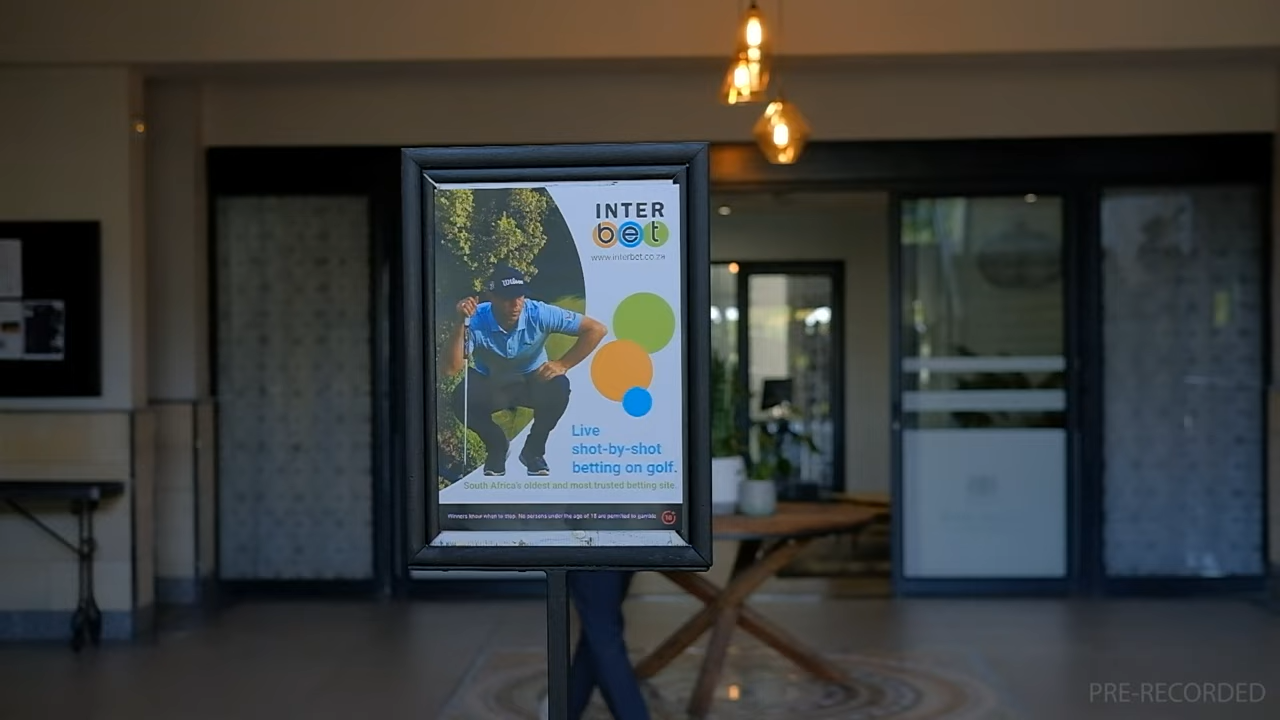 INTER
bet
www.interbet.co.za
Wilson
Live
shot-by-shot
betting on golf.
South Africa's oldest and most trusted betting site.
Winners know when to stop. No persons under the age of 18 are permitted to gamble.
18
PRE-RECORDED